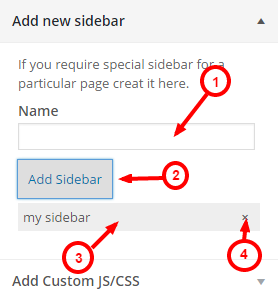 Add new sidebar
If you require special sidebar for a
particular page creat it here.
Name
1
Add Sidebar
2
my sidebar
×
3
4
Add Custom JS/CSS